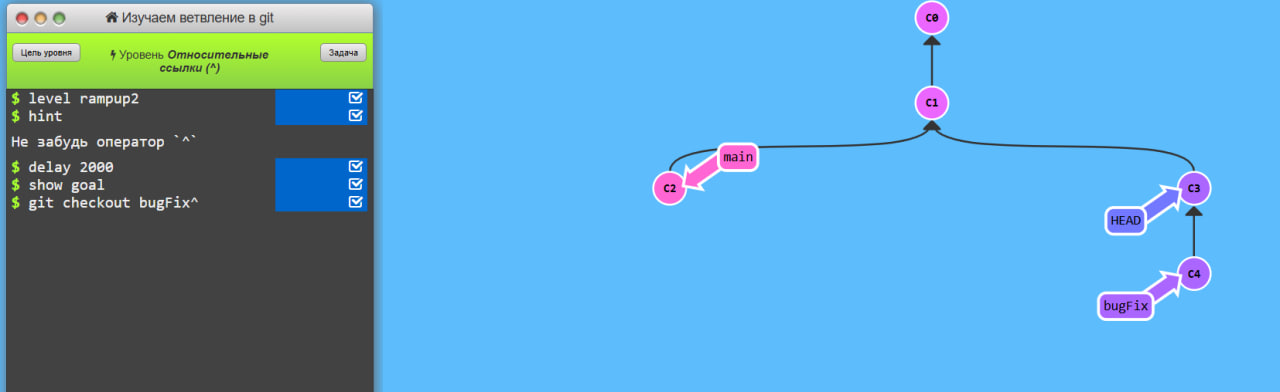 Изучаем ветвление в git
Цель уровня
Уровень Относительные
ссылки (^)
Задача
$ level rampup2
$ hint
Не забудь оператор `^`
$ delay 2000
$ show goal
$ git checkout bugFix^
C0
C1
main
C2
C3
HEAD
C4
bugFix